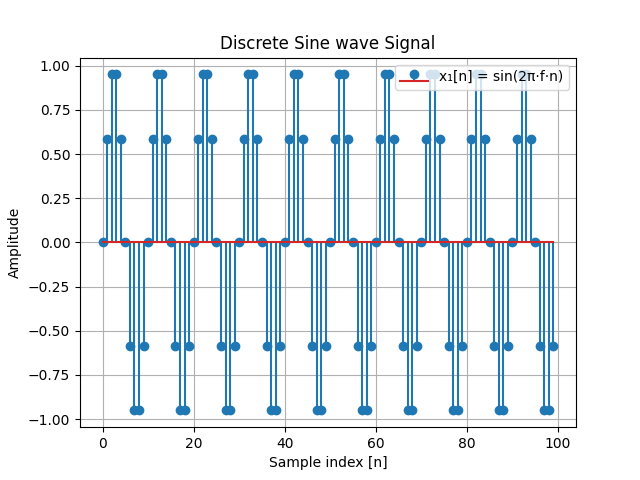 Discrete Sine wave Signal
x₁[n] = sin(2π·f·n)
Amplitude
1.00
0.75
0.50
0.25
0.00
−0.25
−0.50
−0.75
−1.00
0 20 40 60 80 100
Sample index [n]